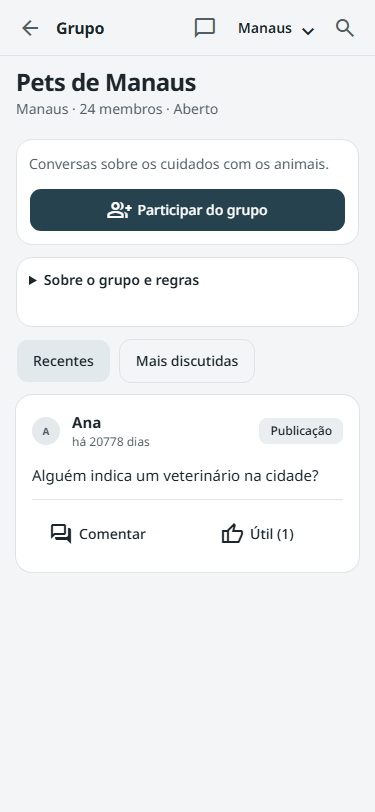 Grupo
Manaus
Pets de Manaus
Manaus · 24 membros · Aberto
Conversas sobre os cuidados com os animais.
Participar do grupo
Sobre o grupo e regras
Recentes
Mais discutidas
A
Ana
há 20778 dias
Publicação
Alguém indica um veterinário na cidade?
Comentar
Útil (1)